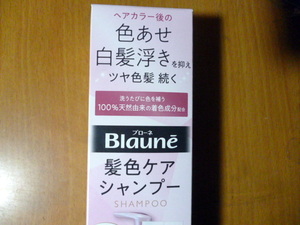 ヘアカラー後の
色あせ
白髪浮きを抑え
ツヤ色髪 続く
洗うたびに色を補う
100%天然由来の着色成分配合
ブローネ
Blauné
髪色ケア
シャンプー
SHAMPOO